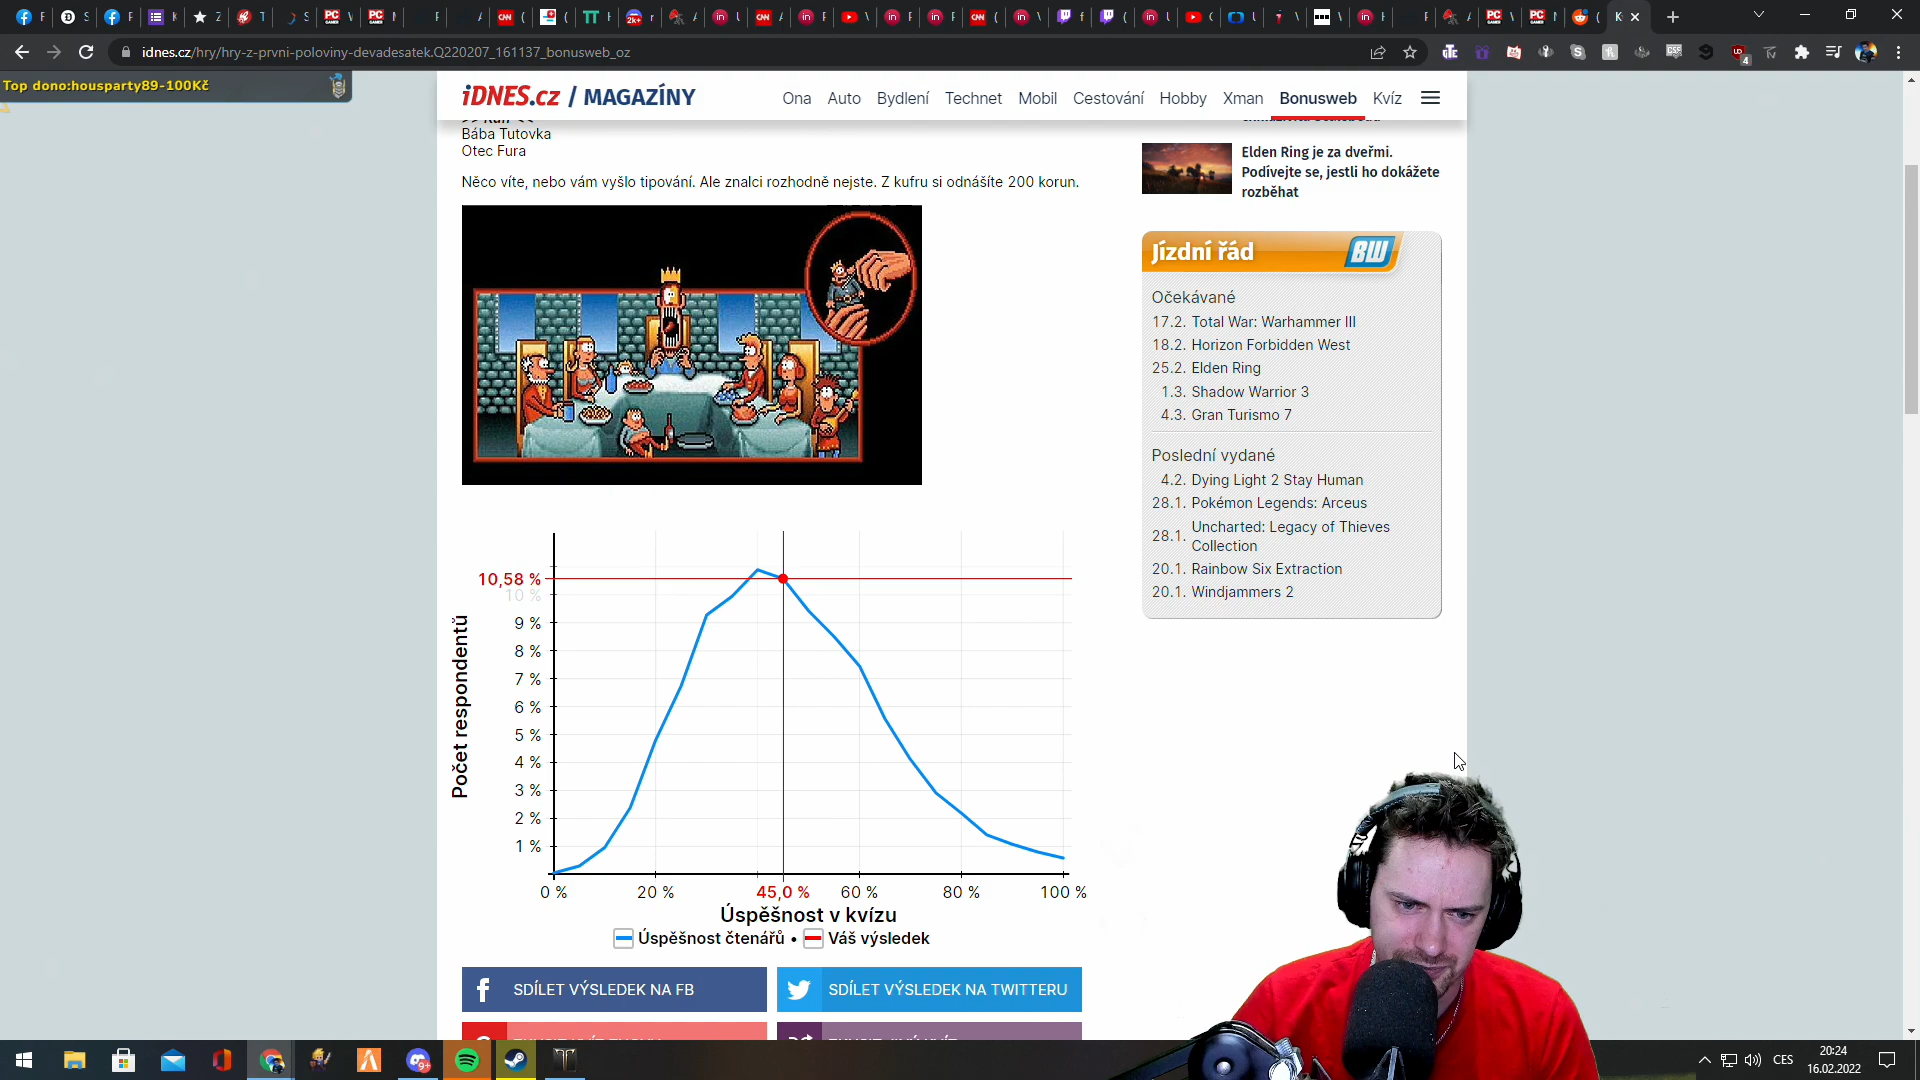 idnes.cz/hry/hry-z-prvni-poloviny-devadesatek.Q220207_161137_bonusweb_oz
Top dono:housparty89-100Kč
iDNES.cz / MAGAZÍNY
Ona Auto Bydlení Technet Mobil Cestování Hobby Xman Bonusweb Kvíz
Bába Tutovka
Otec Fura
Něco víte, nebo vám vyšlo tipování. Ale znalci rozhodně nejste. Z kufru si odnášíte 200 korun.
10,58 %
10 %
9 %
8 %
7 %
6 %
5 %
4 %
3 %
2 %
1 %
Počet respondentů
0 % 20 % 45,0 % 60 % 80 % 100 %
Úspěšnost v kvízu
Úspěšnost čtenářů • Váš výsledek
SDÍLET VÝSLEDEK NA FB
SDÍLET VÝSLEDEK NA TWITTERU
Elden Ring je za dveřmi.
Podívejte se, jestli ho dokážete
rozběhat
Jízdní řád BW
Očekávané
17.2. Total War: Warhammer III
18.2. Horizon Forbidden West
25.2. Elden Ring
1.3. Shadow Warrior 3
4.3. Gran Turismo 7
Poslední vydané
4.2. Dying Light 2 Stay Human
28.1. Pokémon Legends: Arceus
28.1. Uncharted: Legacy of Thieves
Collection
20.1. Rainbow Six Extraction
20.1. Windjammers 2
CES
20:24
16.02.2022